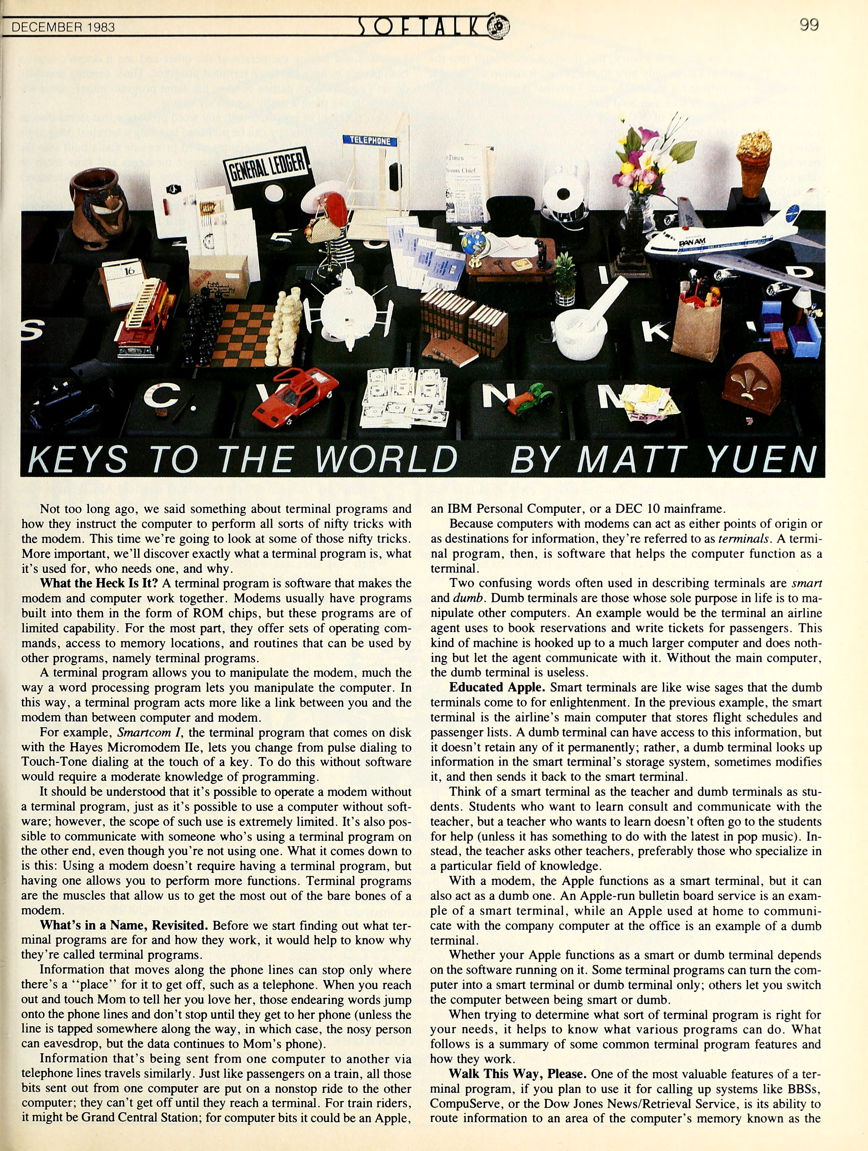 DECEMBER 1983
SOFTALK
99
TELEPHONE
GENERAL LEDGER
PAN AM
16
S
K
C
V
N
M
KEYS TO THE WORLD BY MATT YUEN
Not too long ago, we said something about terminal programs and
how they instruct the computer to perform all sorts of nifty tricks with
the modem. This time we're going to look at some of those nifty tricks.
More important, we'll discover exactly what a terminal program is, what
it's used for, who needs one, and why.
What the Heck Is It? A terminal program is software that makes the
modem and computer work together. Modems usually have programs
built into them in the form of ROM chips, but these programs are of
limited capability. For the most part, they offer sets of operating com-
mands, access to memory locations, and routines that can be used by
other programs, namely terminal programs.
A terminal program allows you to manipulate the modem, much the
way a word processing program lets you manipulate the computer. In
this way, a terminal program acts more like a link between you and the
modem than between computer and modem.
For example, Smartcom I, the terminal program that comes on disk
with the Hayes Micromodem IIe, lets you change from pulse dialing to
Touch-Tone dialing at the touch of a key. To do this without software
would require a moderate knowledge of programming.
It should be understood that it's possible to operate a modem without
a terminal program, just as it's possible to use a computer without soft-
ware; however, the scope of such use is extremely limited. It's also pos-
sible to communicate with someone who's using a terminal program on
the other end, even though you're not using one. What it comes down to
is this: Using a modem doesn't require having a terminal program, but
having one allows you to perform more functions. Terminal programs
are the muscles that allow us to get the most out of the bare bones of a
modem.
What's in a Name, Revisited. Before we start finding out what ter-
minal programs are for and how they work, it would help to know why
they're called terminal programs.
Information that moves along the phone lines can stop only where
there's a "place" for it to get off, such as a telephone. When you reach
out and touch Mom to tell her you love her, those endearing words jump
onto the phone lines and don't stop until they get to her phone (unless the
line is tapped somewhere along the way, in which case, the nosy person
can eavesdrop, but the data continues to Mom's phone).
Information that's being sent from one computer to another via
telephone lines travels similarly. Just like passengers on a train, all those
bits sent out from one computer are put on a nonstop ride to the other
computer; they can't get off until they reach a terminal. For train riders,
it might be Grand Central Station; for computer bits it could be an Apple,
an IBM Personal Computer, or a DEC 10 mainframe.
Because computers with modems can act as either points of origin or
as destinations for information, they're referred to as terminals. A termi-
nal program, then, is software that helps the computer function as a
terminal.
Two confusing words often used in describing terminals are smart
and dumb. Dumb terminals are those whose sole purpose in life is to ma-
nipulate other computers. An example would be the terminal an airline
agent uses to book reservations and write tickets for passengers. This
kind of machine is hooked up to a much larger computer and does noth-
ing but let the agent communicate with it. Without the main computer,
the dumb terminal is useless.
Educated Apple. Smart terminals are like wise sages that the dumb
terminals come to for enlightenment. In the previous example, the smart
terminal is the airline's main computer that stores flight schedules and
passenger lists. A dumb terminal can have access to this information, but
it doesn't retain any of it permanently; rather, a dumb terminal looks up
information in the smart terminal's storage system, sometimes modifies
it, and then sends it back to the smart terminal.
Think of a smart terminal as the teacher and dumb terminals as stu-
dents. Students who want to learn consult and communicate with the
teacher, but a teacher who wants to learn doesn't often go to the students
for help (unless it has something to do with the latest in pop music). In-
stead, the teacher asks other teachers, preferably those who specialize in
a particular field of knowledge.
With a modem, the Apple functions as a smart terminal, but it can
also act as a dumb one. An Apple-run bulletin board service is an exam-
ple of a smart terminal, while an Apple used at home to communi-
cate with the company computer at the office is an example of a dumb
terminal.
Whether your Apple functions as a smart or dumb terminal depends
on the software running on it. Some terminal programs can turn the com-
puter into a smart terminal or dumb terminal only; others let you switch
the computer between being smart or dumb.
When trying to determine what sort of terminal program is right for
your needs, it helps to know what various programs can do. What
follows is a summary of some common terminal program features and
how they work.
Walk This Way, Please. One of the most valuable features of a ter-
minal program, if you plan to use it for calling up systems like BBSs,
CompuServe, or the Dow Jones News/Retrieval Service, is its ability to
route information to an area of the computer's memory known as the